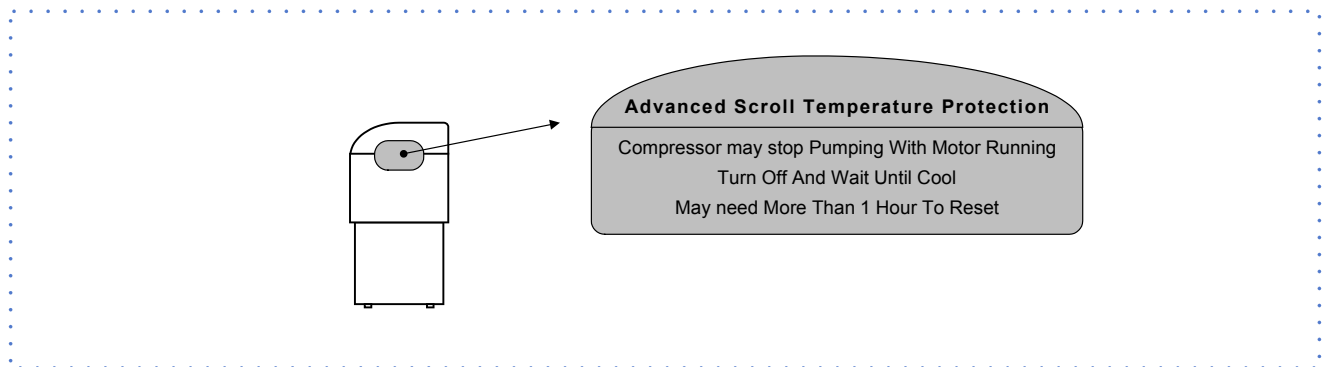 Advanced Scroll Temperature Protection
Compressor may stop Pumping With Motor Running
Turn Off And Wait Until Cool
May need More Than 1 Hour To Reset